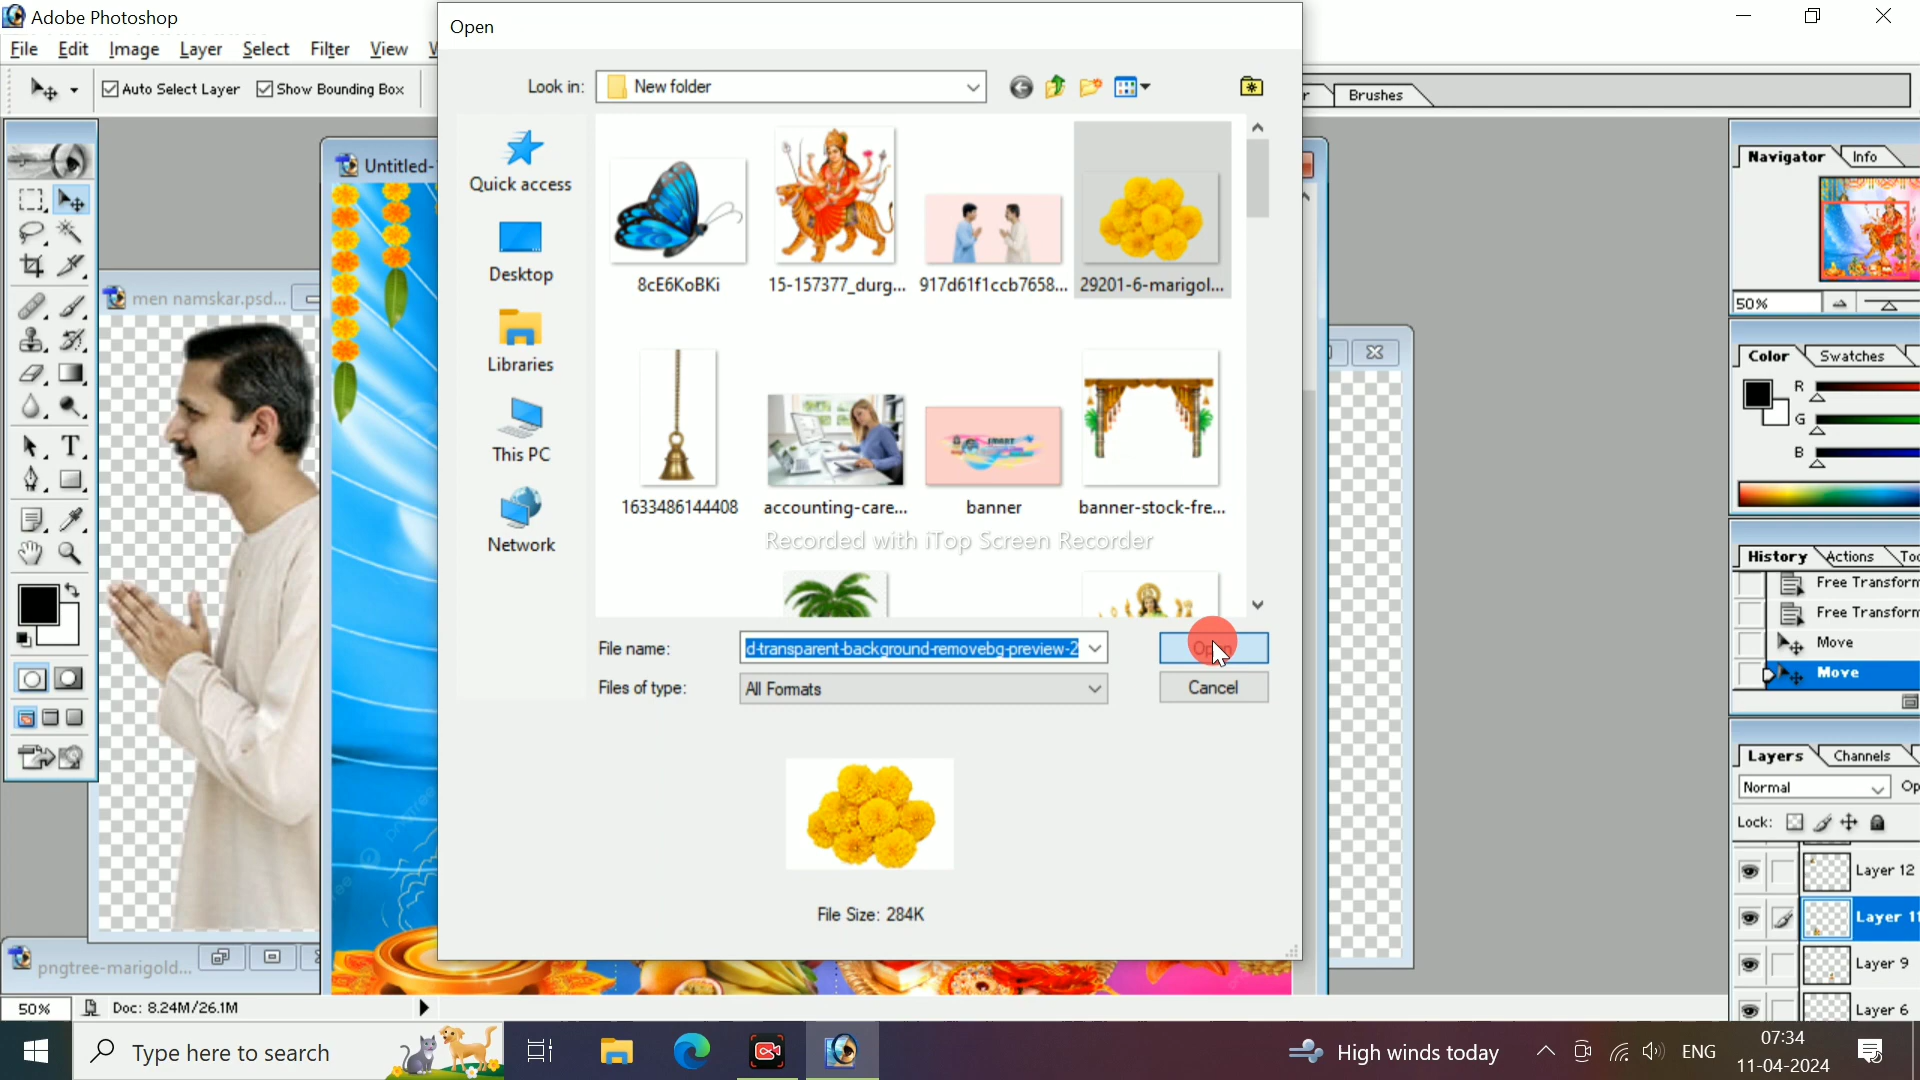 Adobe Photoshop
File Edit Image Layer Select Filter View
Auto Select Layer Show Bounding Box
Brushes
Open
Look in: New folder
Quick access
Desktop
Libraries
This PC
Network
8cE6KoBKi 15-157377_durg... 917d61f1ccb7658... 29201-6-marigol...
1633486144408 accounting-care... banner banner-stock-fre...
Recorded with iTop Screen Recorder
File name: d-transparent-background-removebg-preview-2 Open
Files of type: All Formats Cancel
File Size: 284K
Untitled-
men namskar.psd...
pngtree-marigold...
Navigator Info
50%
Color Swatches
R
G
B
History Actions
Free Transform
Free Transform
Move
Move
Layers Channels
Normal
Lock:
Layer 12
Layer 11
Layer 9
Layer 6
50% Doc: 8.24M/26.1M
Type here to search
High winds today
ENG
07:34
11-04-2024